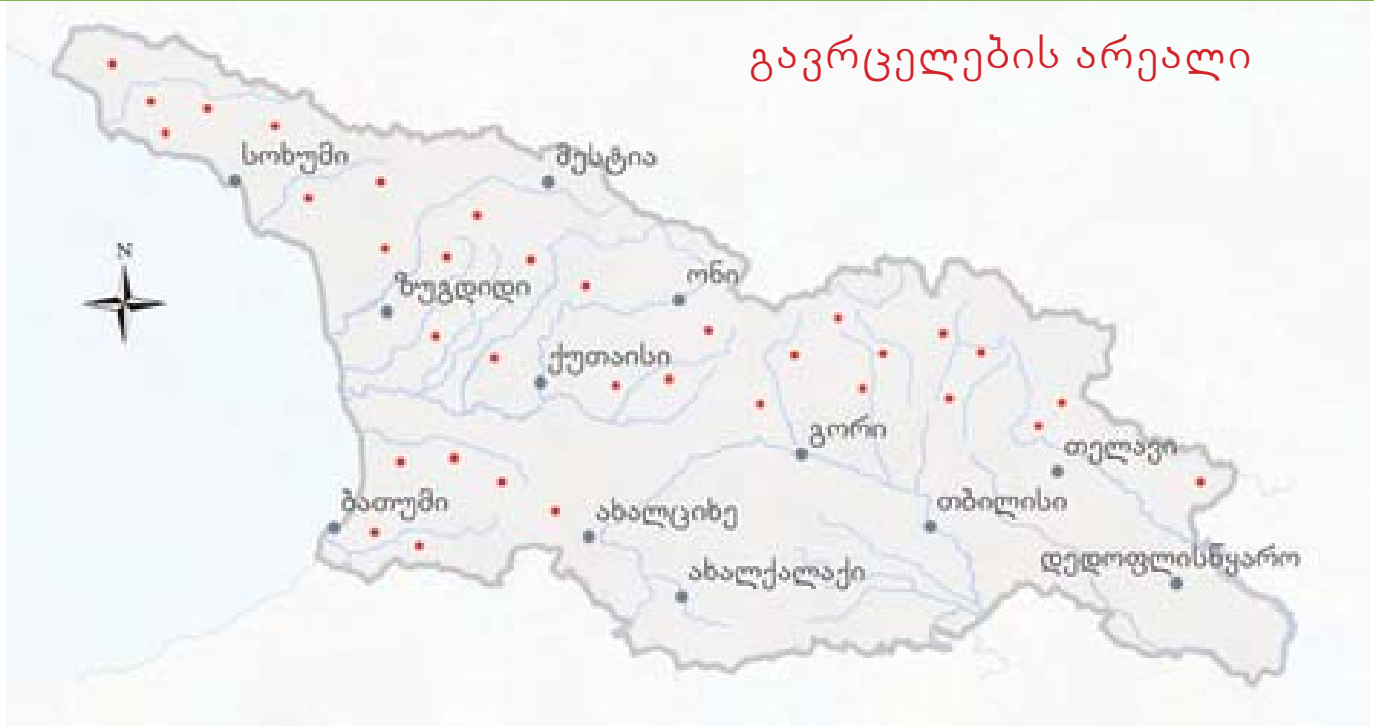 გავრცელების არეალი
სოხუმი
მესტია
N
ონი
ზუგდიდი
ქუთაისი
გორი
თელავი
ბათუმი
ახალციხე
თბილისი
დედოფლისწყარო
ახალქალაქი